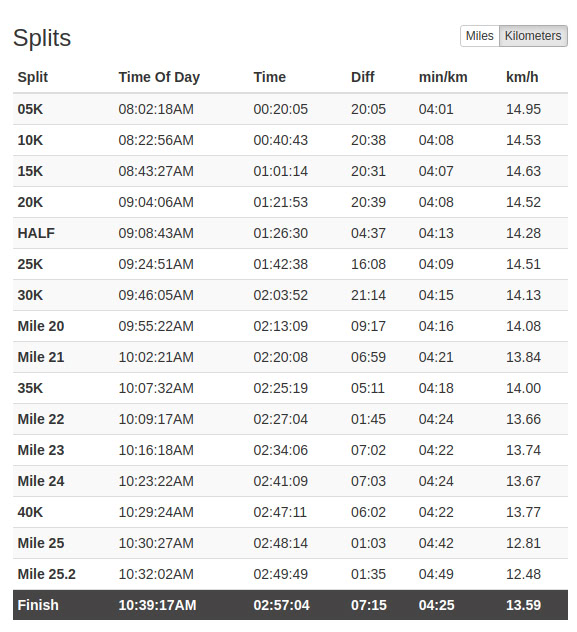 Splits
Miles Kilometers
Split Time Of Day Time Diff min/km km/h
05K 08:02:18AM 00:20:05 20:05 04:01 14.95
10K 08:22:56AM 00:40:43 20:38 04:08 14.53
15K 08:43:27AM 01:01:14 20:31 04:07 14.63
20K 09:04:06AM 01:21:53 20:39 04:08 14.52
HALF 09:08:43AM 01:26:30 04:37 04:13 14.28
25K 09:24:51AM 01:42:38 16:08 04:09 14.51
30K 09:46:05AM 02:03:52 21:14 04:15 14.13
Mile 20 09:55:22AM 02:13:09 09:17 04:16 14.08
Mile 21 10:02:21AM 02:20:08 06:59 04:21 13.84
35K 10:07:32AM 02:25:19 05:11 04:18 14.00
Mile 22 10:09:17AM 02:27:04 01:45 04:24 13.66
Mile 23 10:16:18AM 02:34:06 07:02 04:22 13.74
Mile 24 10:23:22AM 02:41:09 07:03 04:24 13.67
40K 10:29:24AM 02:47:11 06:02 04:22 13.77
Mile 25 10:30:27AM 02:48:14 01:03 04:42 12.81
Mile 25.2 10:32:02AM 02:49:49 01:35 04:49 12.48
Finish 10:39:17AM 02:57:04 07:15 04:25 13.59